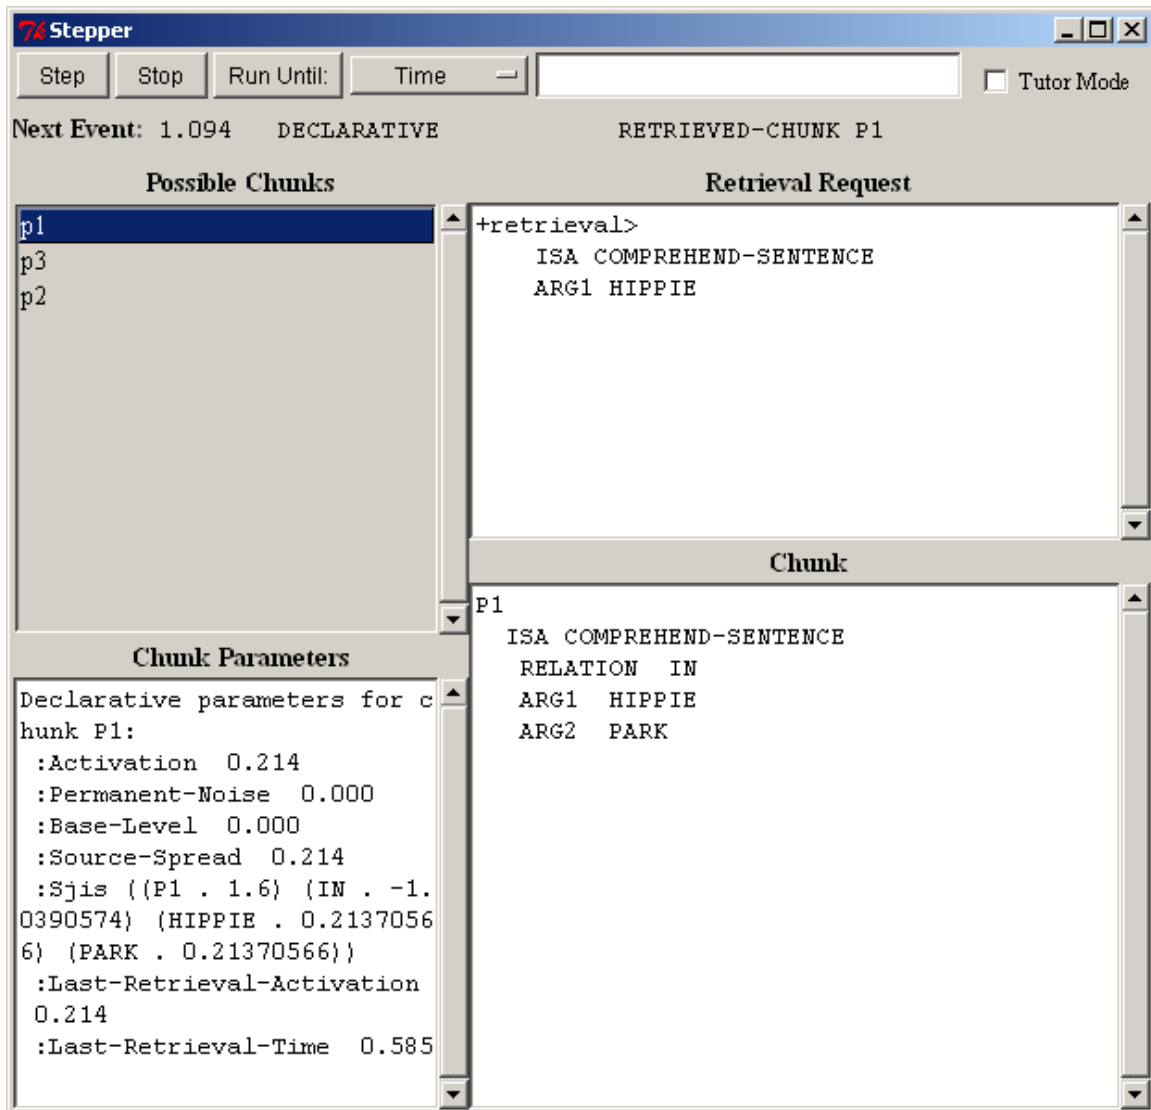 Stepper
Step Stop Run Until: Time Tutor Mode
Next Event: 1.094 DECLARATIVE RETRIEVED-CHUNK P1
Possible Chunks
p1
p3
p2
Retrieval Request
+retrieval>
ISA COMPREHEND-SENTENCE
ARG1 HIPPIE
Chunk Parameters
Declarative parameters for c
hunk P1:
:Activation 0.214
:Permanent-Noise 0.000
:Base-Level 0.000
:Source-Spread 0.214
:Sjis ((P1 . 1.6) (IN . -1.
0390574) (HIPPIE . 0.2137056
6) (PARK . 0.21370566))
:Last-Retrieval-Activation
0.214
:Last-Retrieval-Time 0.585
Chunk
P1
ISA COMPREHEND-SENTENCE
RELATION IN
ARG1 HIPPIE
ARG2 PARK